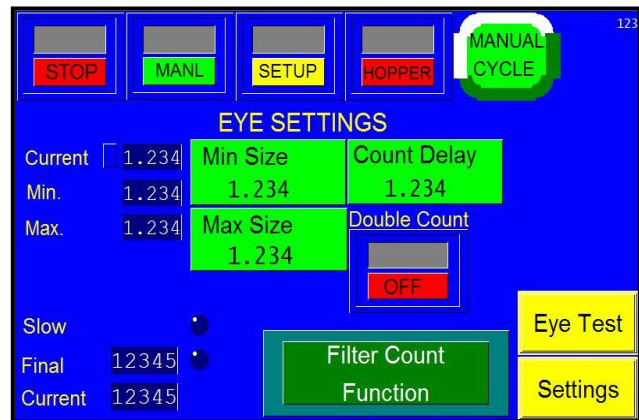 123
STOP
MANL
SETUP
HOPPER
MANUAL
CYCLE
EYE SETTINGS
Current 1.234
Min. 1.234
Max. 1.234
Min Size
1.234
Count Delay
1.234
Max Size
1.234
Double Count
OFF
Slow
Final 12345
Current 12345
Filter Count
Function
Eye Test
Settings